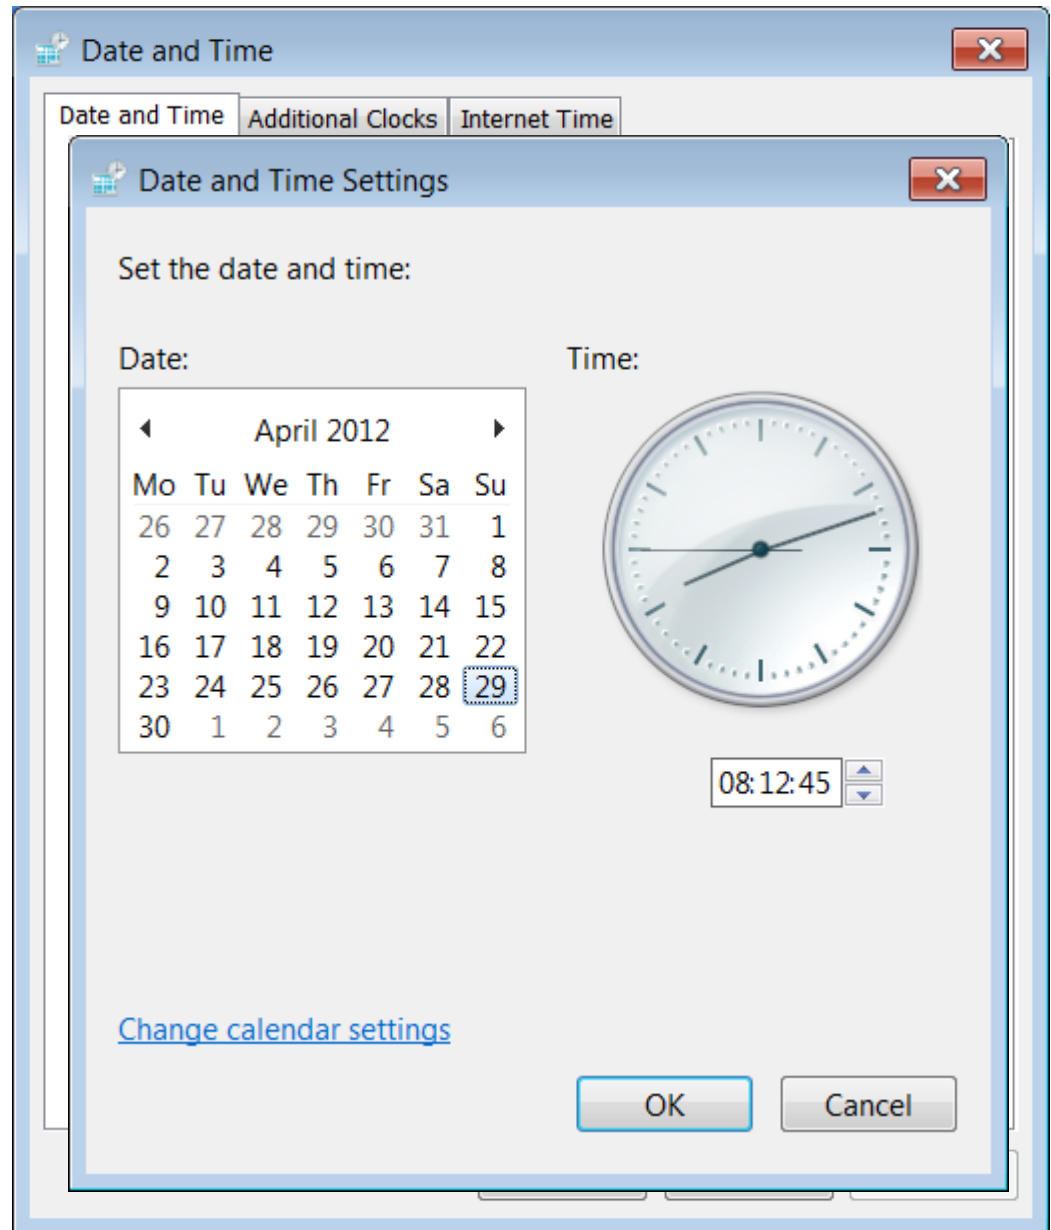 Date and Time
Date and Time Additional Clocks Internet Time
Date and Time Settings
Set the date and time:
Date: Time:
April 2012
Mo Tu We Th Fr Sa Su
26 27 28 29 30 31 1
2 3 4 5 6 7 8
9 10 11 12 13 14 15
16 17 18 19 20 21 22
23 24 25 26 27 28 29
30 1 2 3 4 5 6
08:12:45
Change calendar settings
OK Cancel